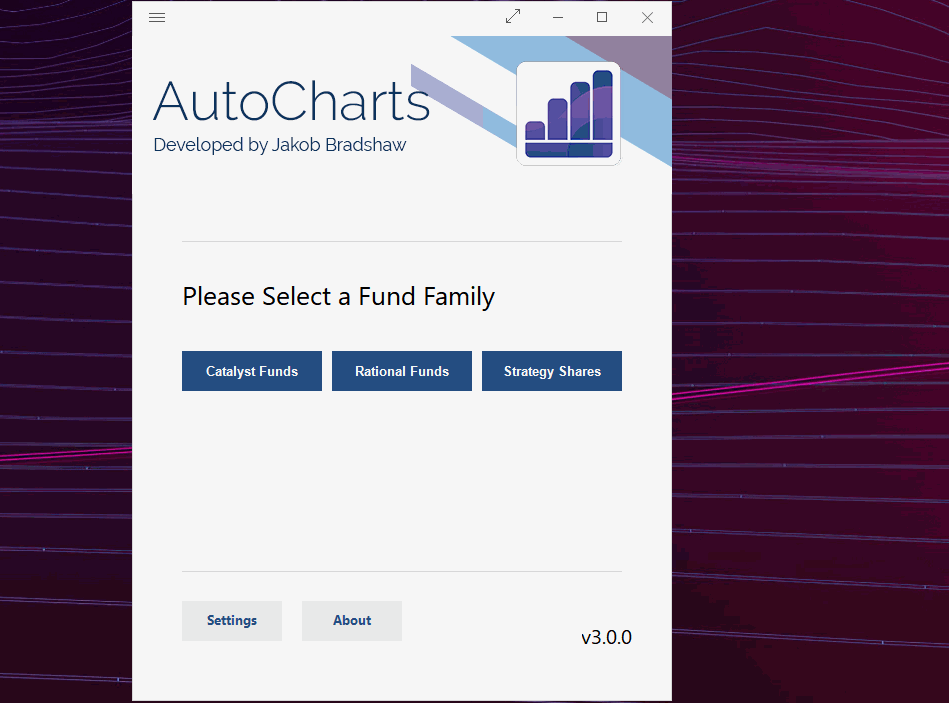 AutoCharts
Developed by Jakob Bradshaw
Please Select a Fund Family
Catalyst Funds
Rational Funds
Strategy Shares
Settings
About
v3.0.0